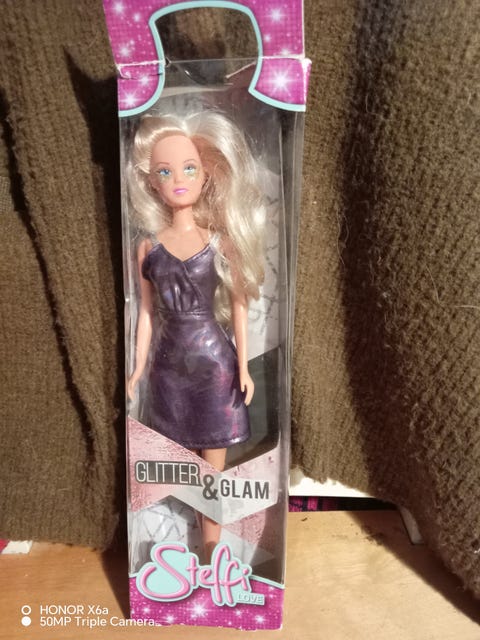 GLITTER
& GLAM
Steffi
LOVE
HONOR X6a
50MP Triple Camera